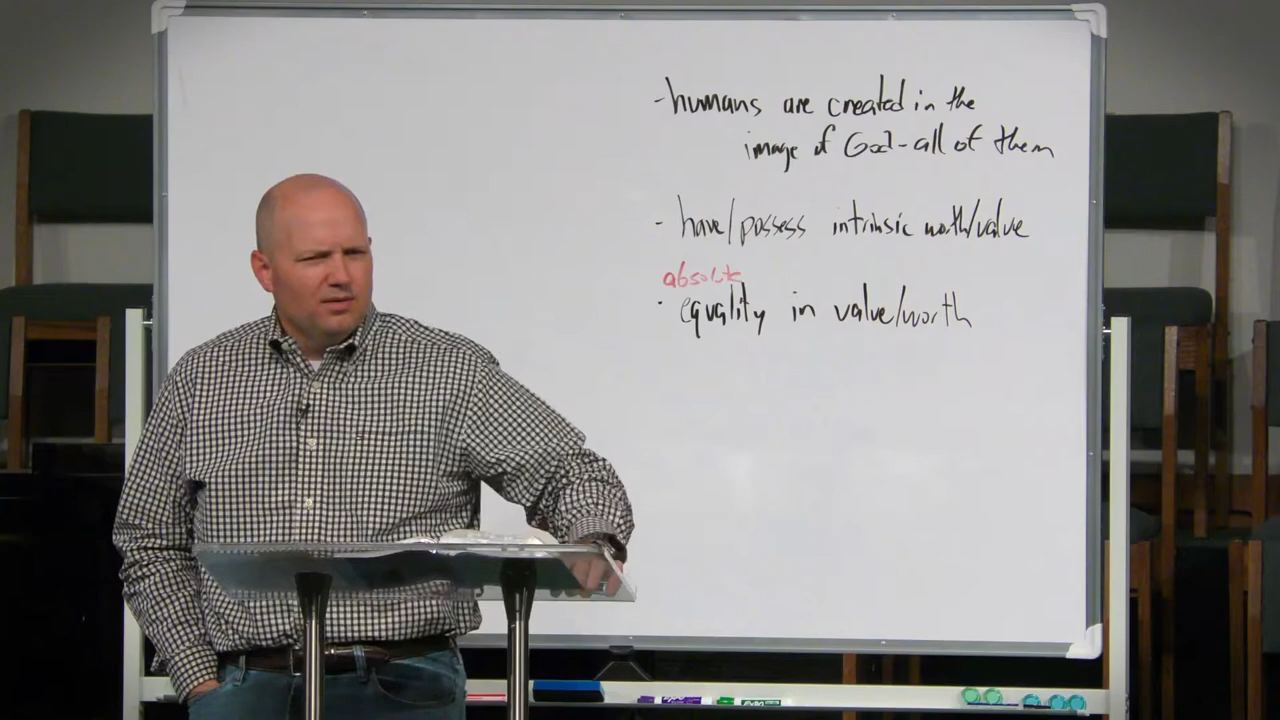 - humans are created in the
image of God - all of them
- have/possess intrinsic worth/value
absolute
· equality in value/worth
EXPO